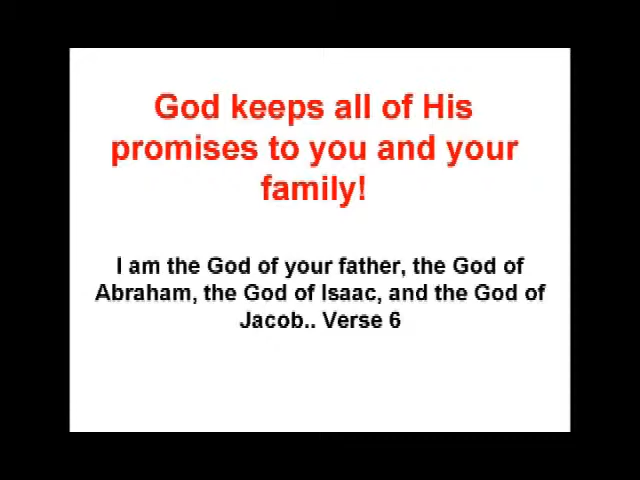 God keeps all of His
promises to you and your
family!
I am the God of your father, the God of
Abraham, the God of Isaac, and the God of
Jacob.. Verse 6